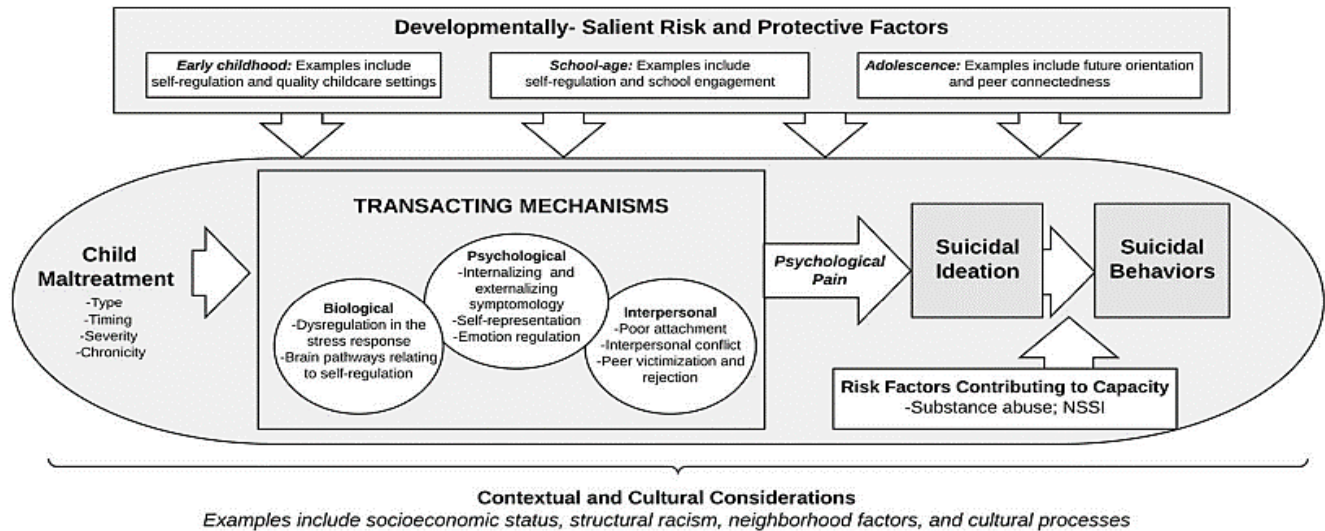 Developmentally- Salient Risk and Protective Factors
Early childhood: Examples include
self-regulation and quality childcare settings
School-age: Examples include
self-regulation and school engagement
Adolescence: Examples include future orientation
and peer connectedness
Child
Maltreatment
-Type
-Timing
-Severity
-Chronicity
TRANSACTING MECHANISMS
Biological
-Dysregulation in the
stress response
-Brain pathways relating
to self-regulation
Psychological
-Internalizing and
externalizing
symptomology
-Self-representation
-Emotion regulation
Interpersonal
-Poor attachment
-Interpersonal conflict
-Peer victimization and
rejection
Psychological
Pain
Suicidal
Ideation
Suicidal
Behaviors
Risk Factors Contributing to Capacity
-Substance abuse; NSSI
Contextual and Cultural Considerations
Examples include socioeconomic status, structural racism, neighborhood factors, and cultural processes